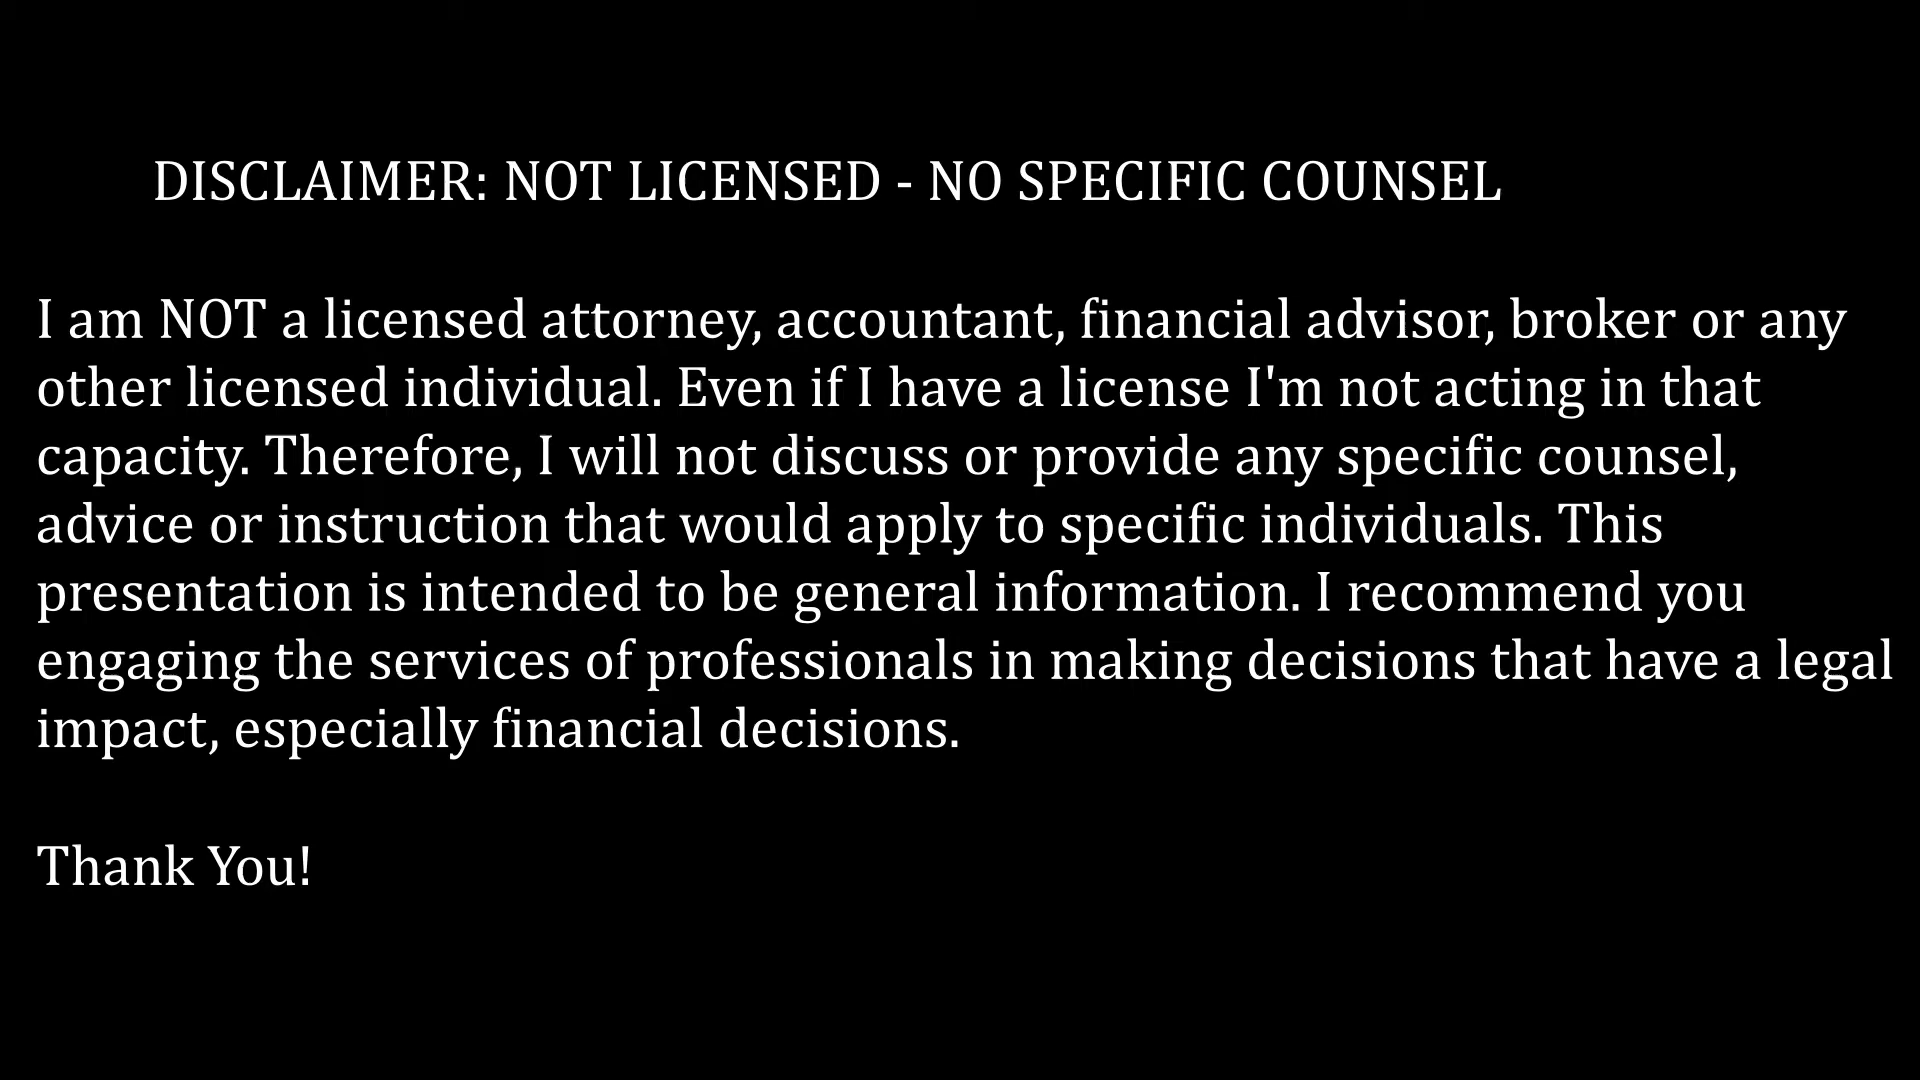 DISCLAIMER: NOT LICENSED - NO SPECIFIC COUNSEL
I am NOT a licensed attorney, accountant, financial advisor, broker or any
other licensed individual. Even if I have a license I'm not acting in that
capacity. Therefore, I will not discuss or provide any specific counsel,
advice or instruction that would apply to specific individuals. This
presentation is intended to be general information. I recommend you
engaging the services of professionals in making decisions that have a legal
impact, especially financial decisions.
Thank You!